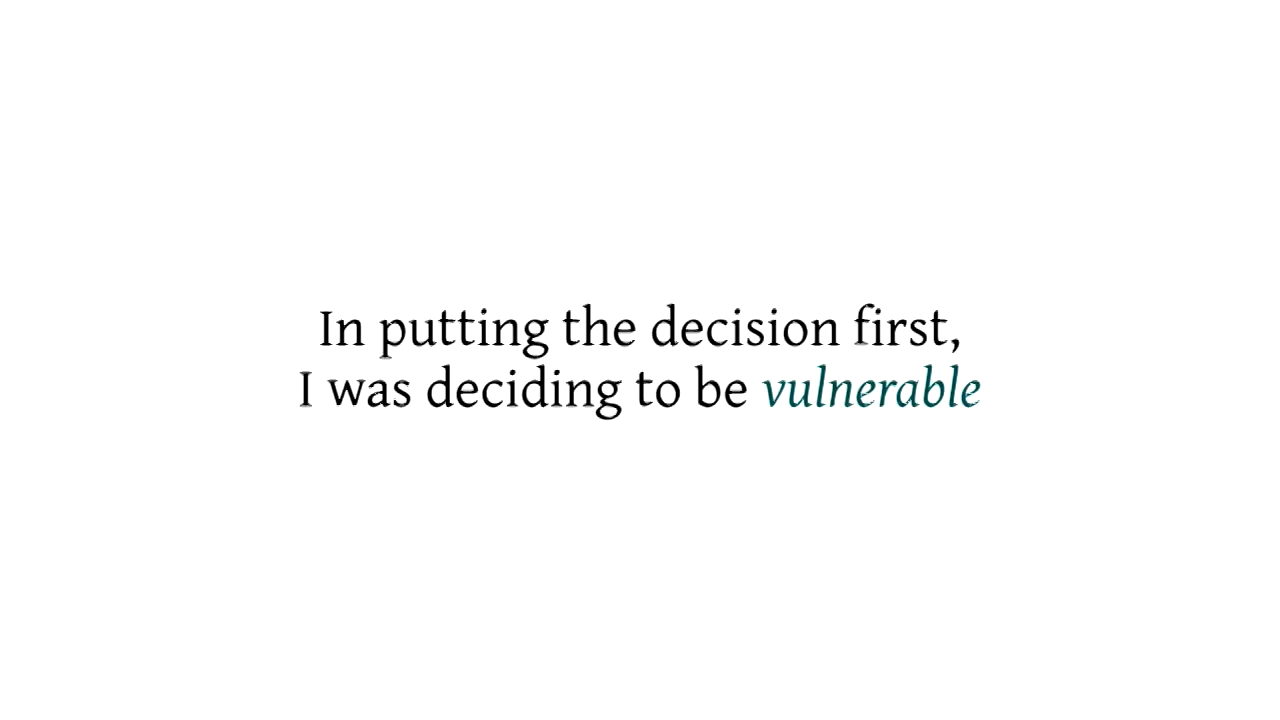 In putting the decision first,
I was deciding to be vulnerable